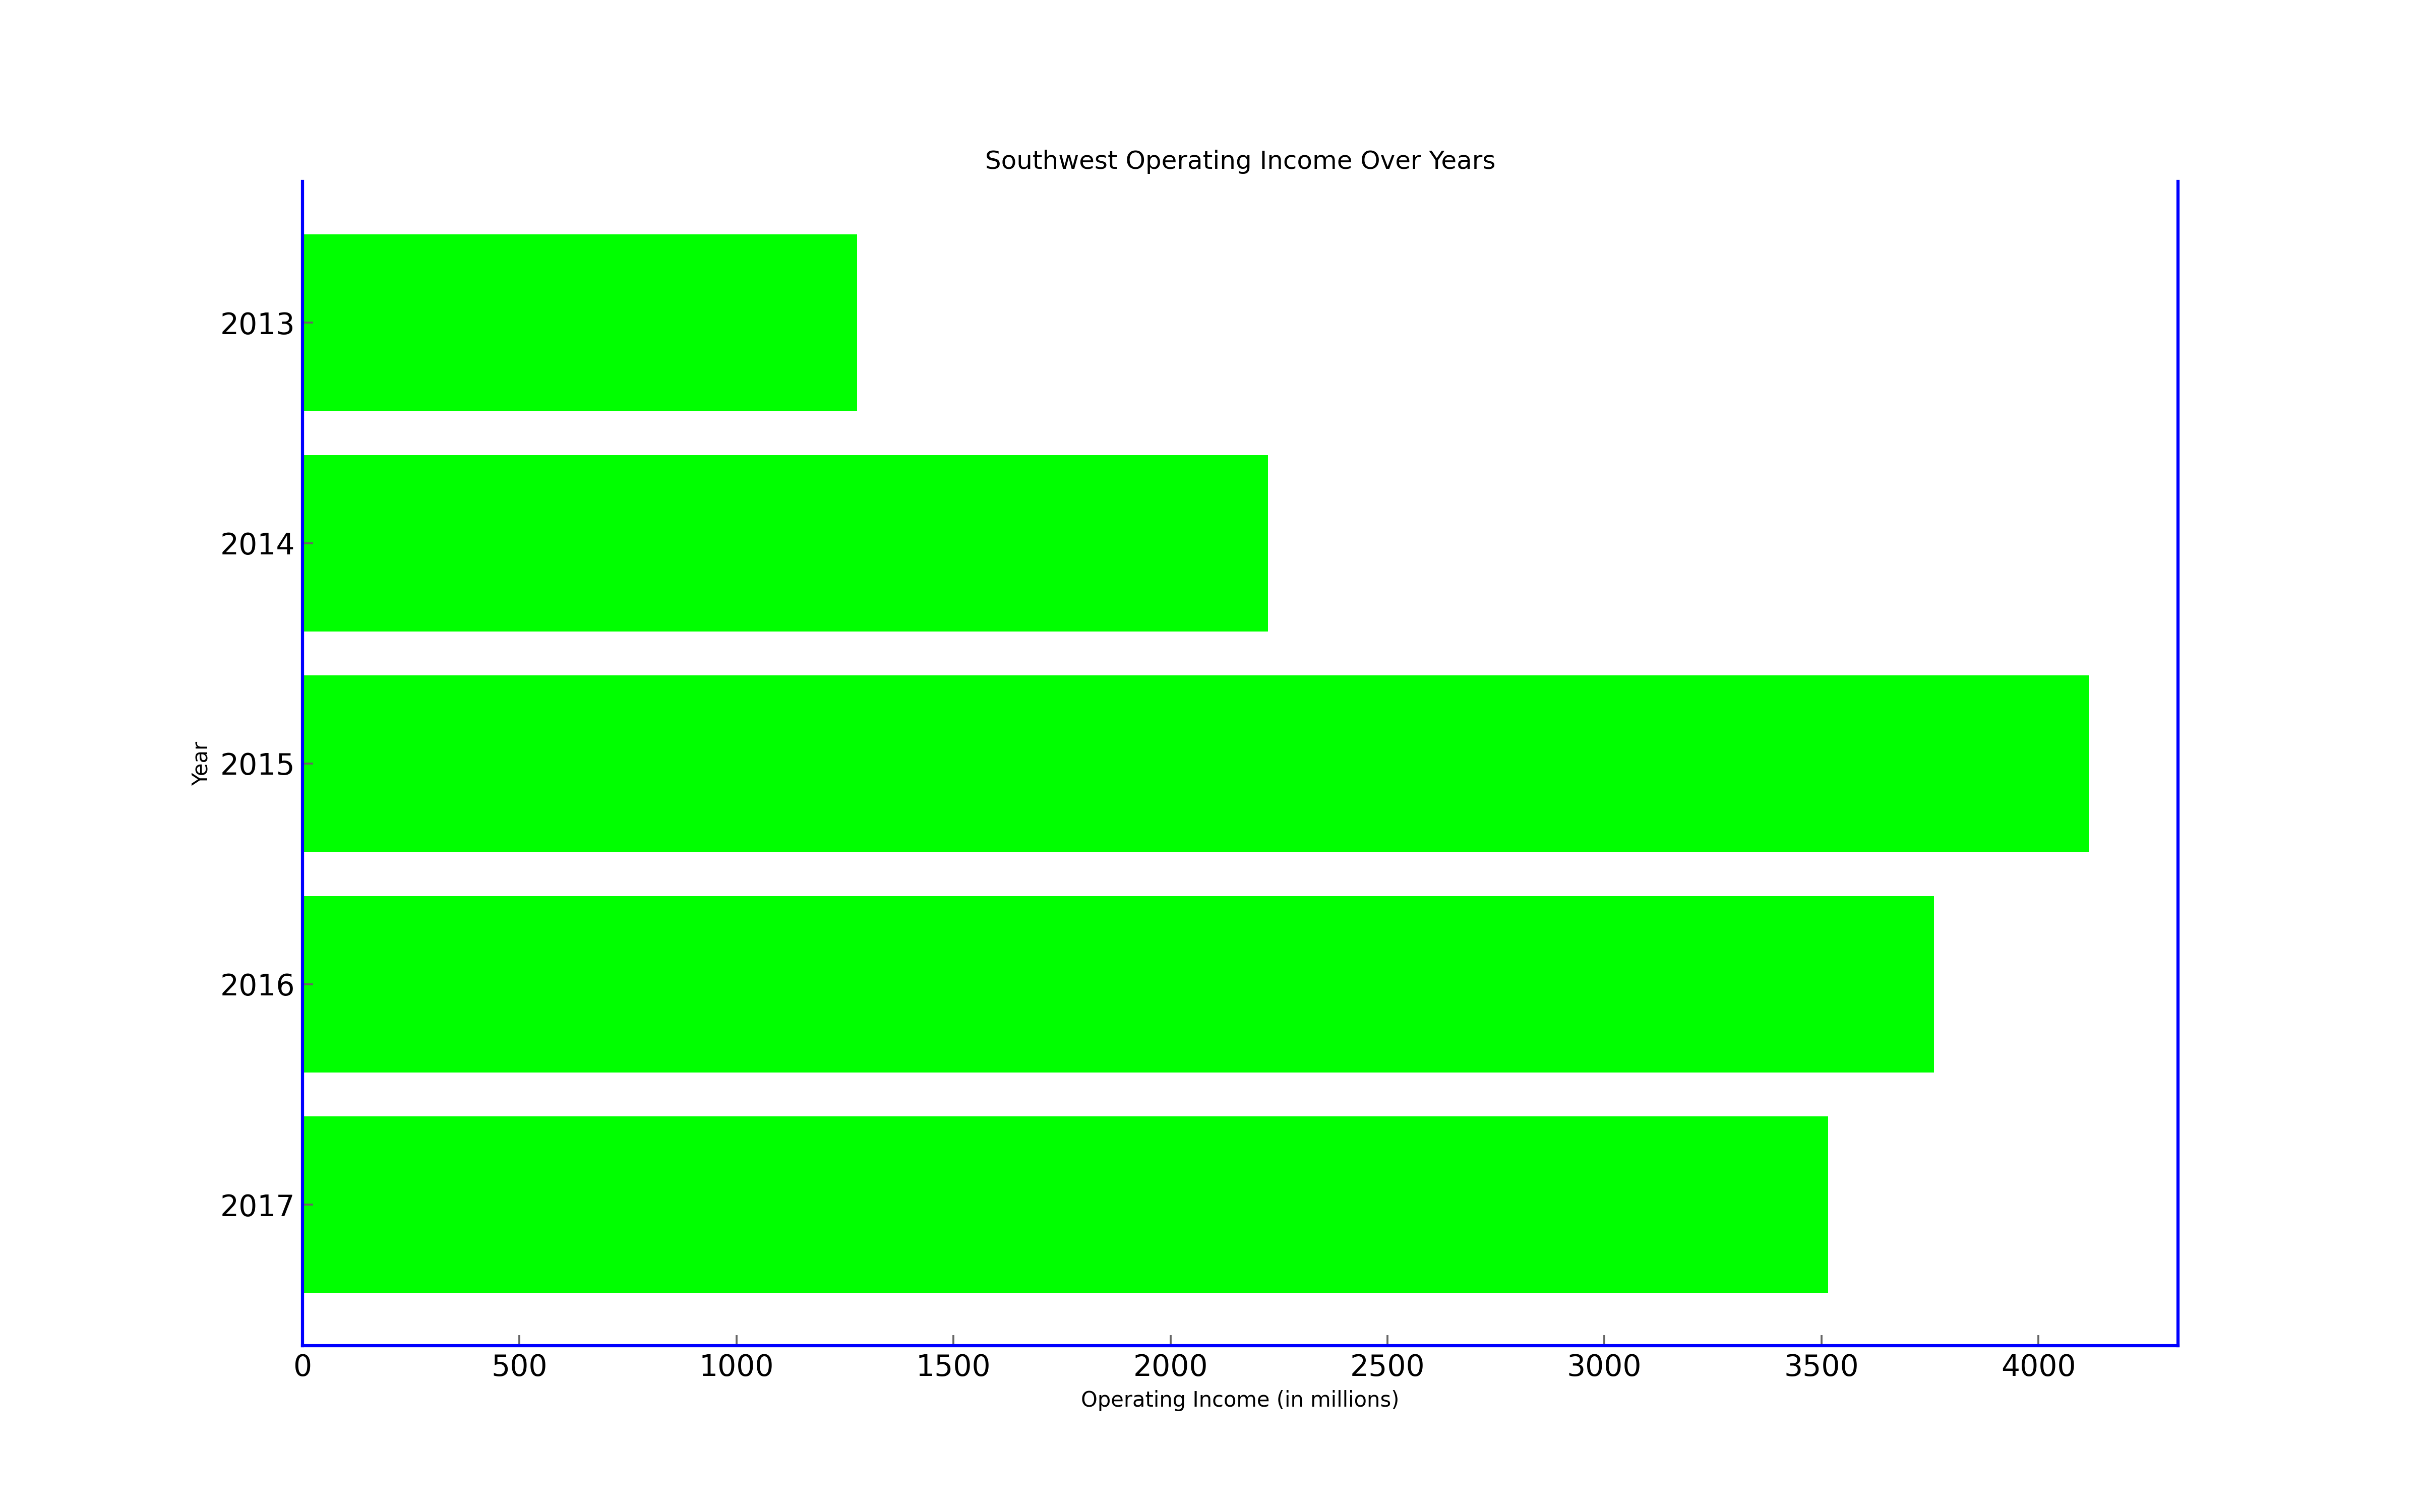 Southwest Operating Income Over Years
2013
2014
2015
2016
2017
Year
0 500 1000 1500 2000 2500 3000 3500 4000
Operating Income (in millions)